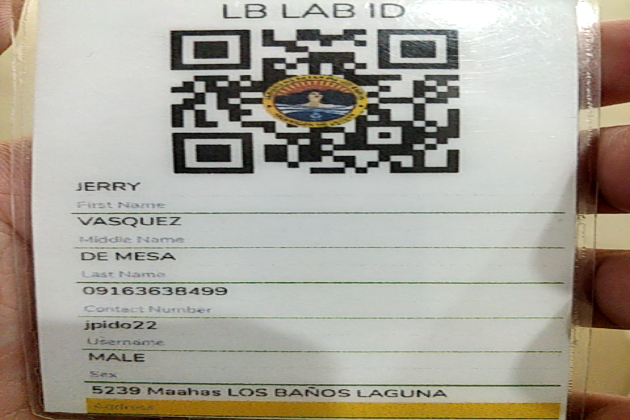 LB LAB ID
JERRY
First Name
VASQUEZ
Middle Name
DE MESA
Last Name
09163638499
Contact Number
jpido22
Username
MALE
Sex
5239 Maahas LOS BAÑOS LAGUNA
Address